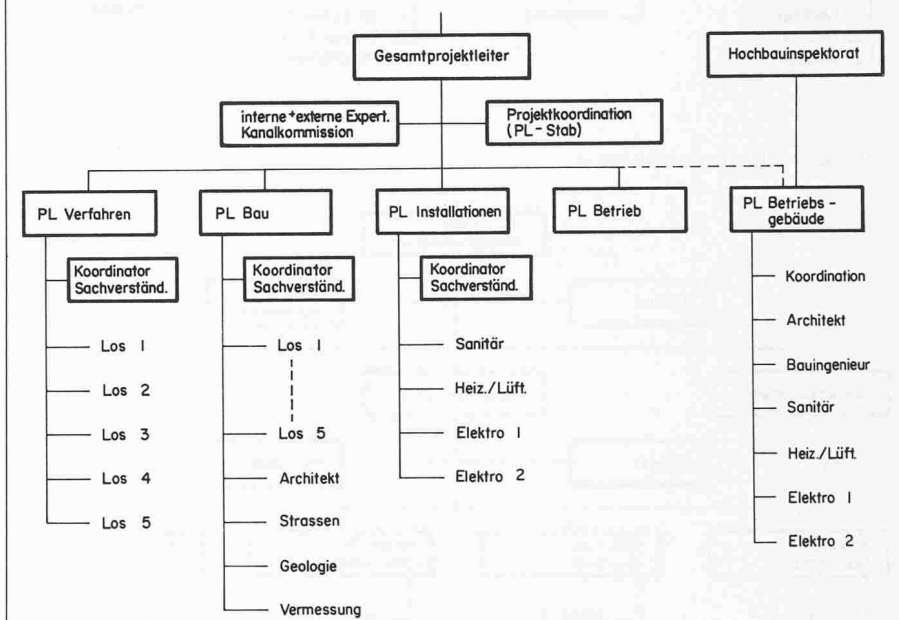 Gesamtprojektleiter
Hochbauinspektorat
interne+externe Expert.
Kanalkommission
Projektkoordination
(PL - Stab)
PL Verfahren
Koordinator
Sachverständ.
Los 1
Los 2
Los 3
Los 4
Los 5
PL Bau
Koordinator
Sachverständ.
Los 1
Los 5
Architekt
Strassen
Geologie
Vermessung
PL Installationen
Koordinator
Sachverständ.
Sanitär
Heiz./Lüft.
Elektro 1
Elektro 2
PL Betrieb
PL Betriebs -
gebäude
Koordination
Architekt
Bauingenieur
Sanitär
Heiz./Lüft.
Elektro 1
Elektro 2